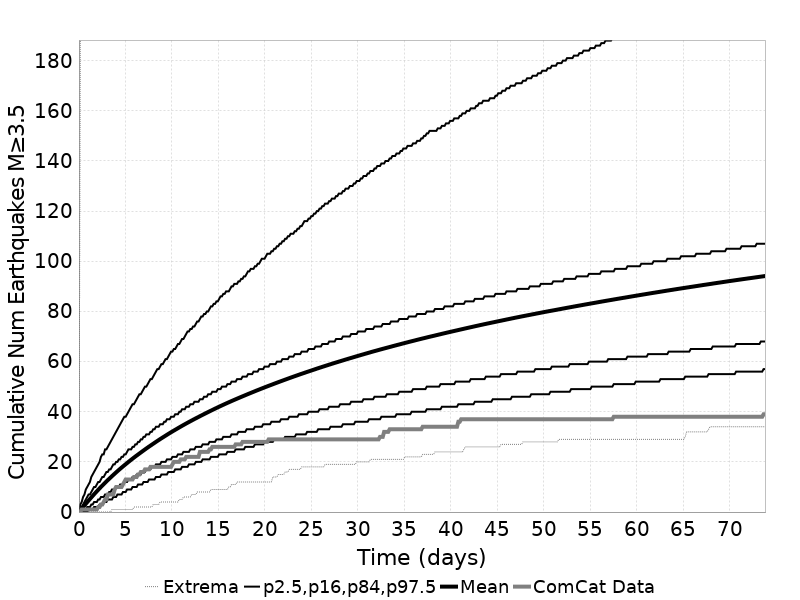 Cumulative Num Earthquakes M≥3.5
180
160
140
120
100
80
60
40
20
0
0 5 10 15 20 25 30 35 40 45 50 55 60 65 70
Time (days)
Extrema p2.5,p16,p84,p97.5 Mean ComCat Data